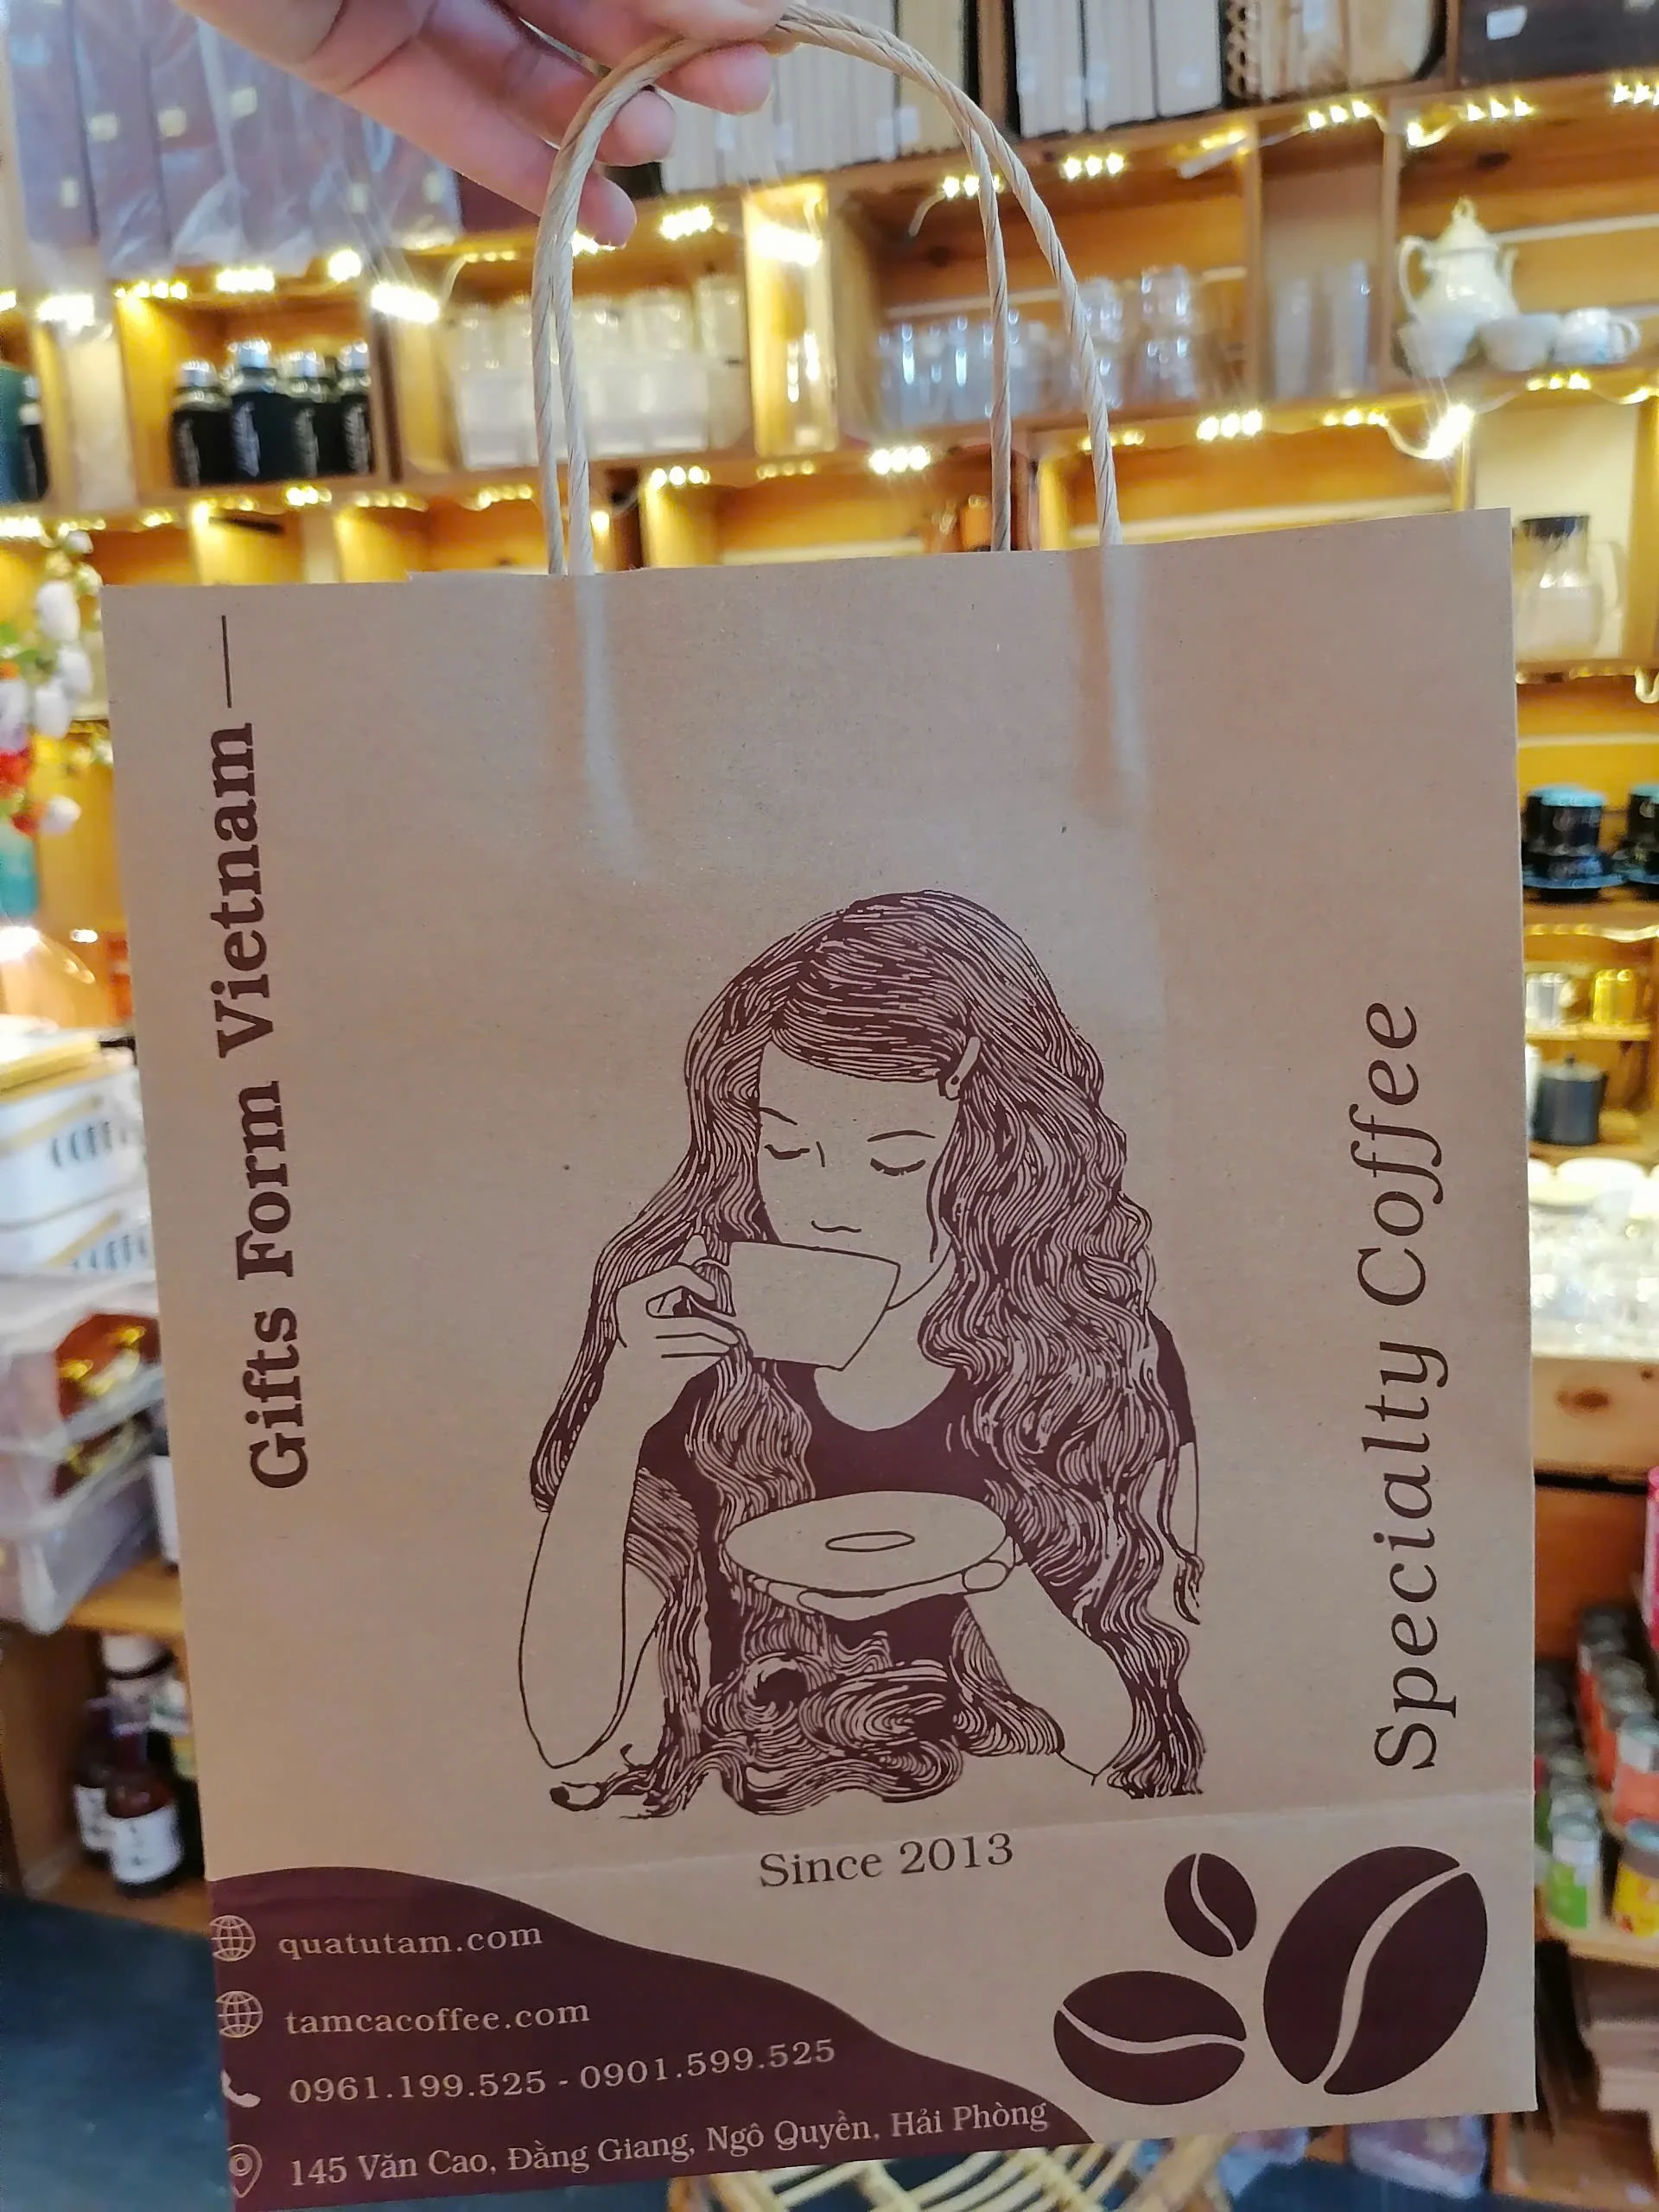 Gifts Form Vietnam
Specialty Coffee
Since 2013
quatutam.com
tamcacoffee.com
0961.199.525 - 0901.599.525
145 Văn Cao, Đằng Giang, Ngô Quyền, Hải Phòng